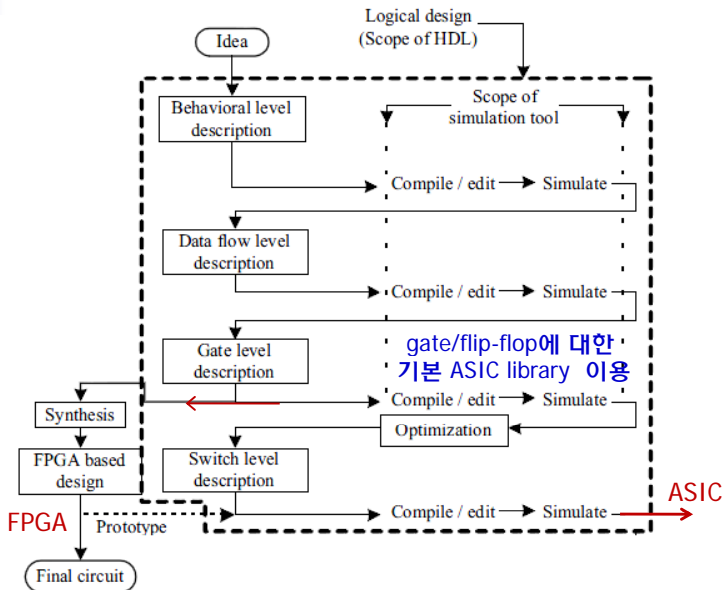 Logical design
(Scope of HDL)
Idea
Behavioral level
description
Scope of
simulation tool
Compile / edit
Simulate
Data flow level
description
Compile / edit
Simulate
gate/flip-flop에 대한
기본 ASIC library 이용
Gate level
description
Compile / edit
Simulate
Synthesis
Optimization
FPGA based
design
Switch level
description
ASIC
FPGA
Prototype
Compile / edit
Simulate
Final circuit